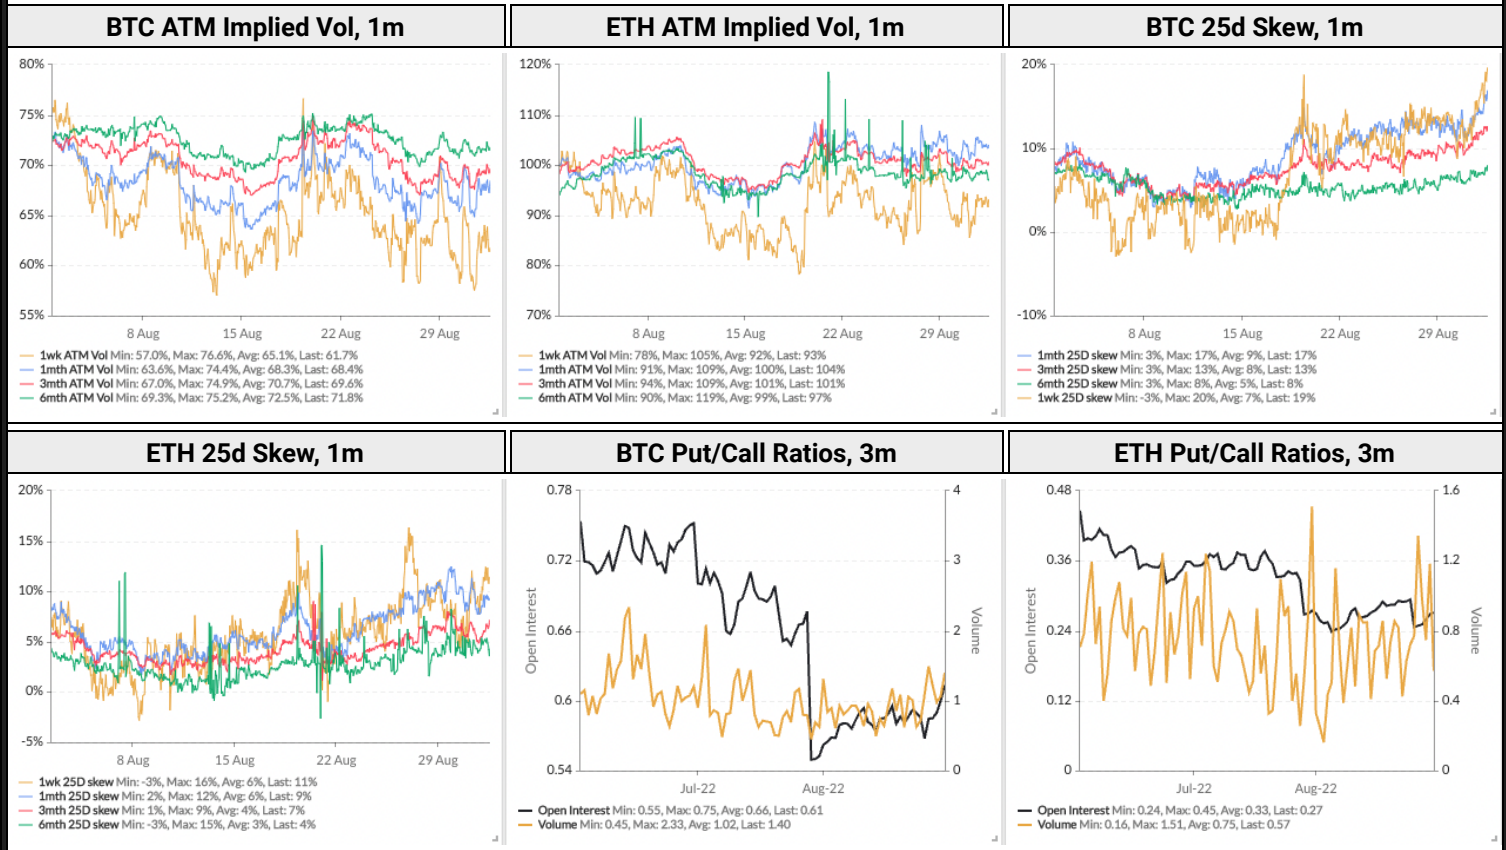 BTC ATM Implied Vol, 1m
80%
75%
70%
65%
60%
55%
8 Aug
15 Aug
22 Aug
29 Aug
1wk ATM Vol Min: 57.0%, Max: 76.6%, Avg: 65.1%, Last: 61.7%
1mth ATM Vol Min: 63.6%, Max: 74.4%, Avg: 68.3%, Last: 68.4%
3mth ATM Vol Min: 67.0%, Max: 74.9%, Avg: 70.7%, Last: 69.6%
6mth ATM Vol Min: 69.3%, Max: 75.2%, Avg: 72.5%, Last: 71.8%
ETH ATM Implied Vol, 1m
120%
110%
100%
90%
80%
70%
8 Aug
15 Aug
22 Aug
29 Aug
1wk ATM Vol Min: 78%, Max: 105%, Avg: 92%, Last: 93%
1mth ATM Vol Min: 91%, Max: 109%, Avg: 100%, Last: 104%
3mth ATM Vol Min: 94%, Max: 109%, Avg: 101%, Last: 101%
6mth ATM Vol Min: 90%, Max: 119%, Avg: 99%, Last: 97%
BTC 25d Skew, 1m
20%
10%
0%
-10%
8 Aug
15 Aug
22 Aug
29 Aug
1mth 25D skew Min: 3%, Max: 17%, Avg: 9%, Last: 17%
3mth 25D skew Min: 3%, Max: 13%, Avg: 8%, Last: 13%
6mth 25D skew Min: 3%, Max: 8%, Avg: 5%, Last: 8%
1wk 25D skew Min: -3%, Max: 20%, Avg: 7%, Last: 19%
ETH 25d Skew, 1m
20%
15%
10%
5%
0%
-5%
8 Aug
15 Aug
22 Aug
29 Aug
1wk 25D skew Min: -3%, Max: 16%, Avg: 6%, Last: 11%
1mth 25D skew Min: 2%, Max: 12%, Avg: 6%, Last: 9%
3mth 25D skew Min: 1%, Max: 9%, Avg: 4%, Last: 7%
6mth 25D skew Min: -3%, Max: 15%, Avg: 3%, Last: 4%
BTC Put/Call Ratios, 3m
0.78
0.72
0.66
0.6
0.54
Open Interest
4
3
2
1
0
Volume
Jul-22
Aug-22
Open Interest Min: 0.55, Max: 0.75, Avg: 0.66, Last: 0.61
Volume Min: 0.45, Max: 2.33, Avg: 1.02, Last: 1.40
ETH Put/Call Ratios, 3m
0.48
0.36
0.24
0.12
0
Open Interest
1.6
1.2
0.8
0.4
0
Volume
Jul-22
Aug-22
Open Interest Min: 0.24, Max: 0.45, Avg: 0.33, Last: 0.27
Volume Min: 0.16, Max: 1.51, Avg: 0.75, Last: 0.57